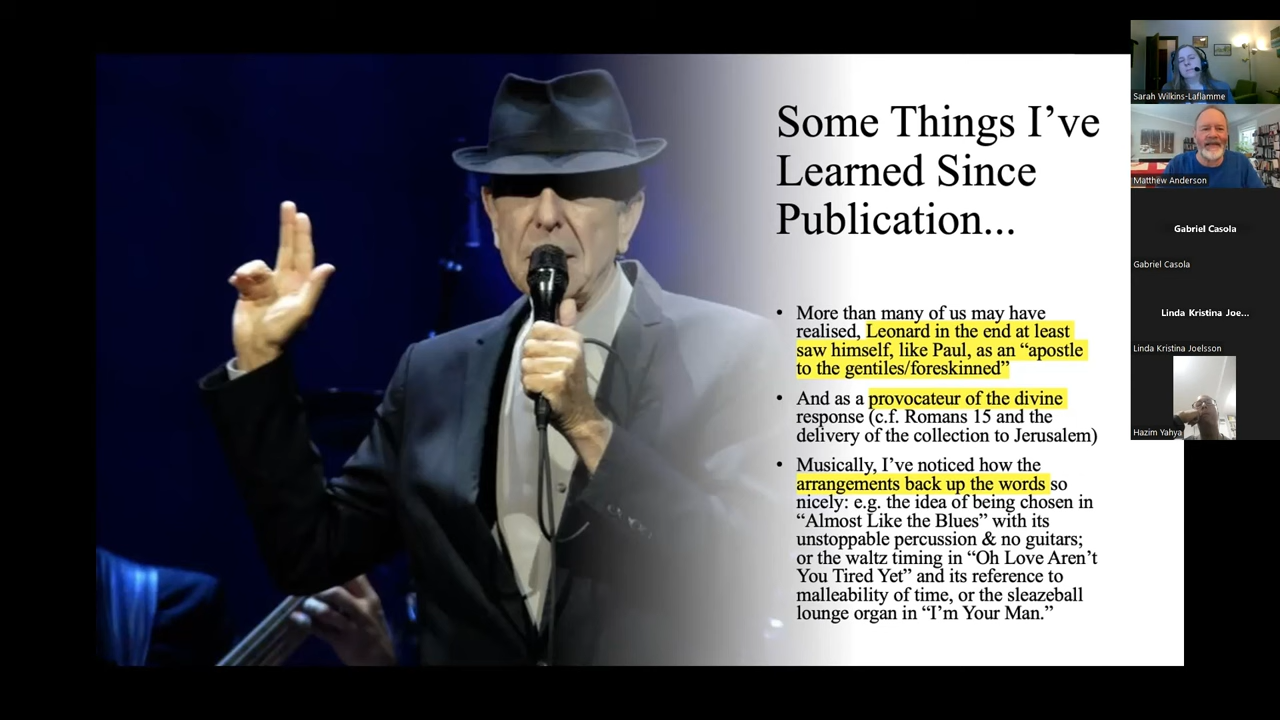 Some Things I’ve
Learned Since
Publication...
• More than many of us may have
realised, Leonard in the end at least
saw himself, like Paul, as an “apostle
to the gentiles/foreskinned”
• And as a provocateur of the divine
response (c.f. Romans 15 and the
delivery of the collection to Jerusalem)
• Musically, I’ve noticed how the
arrangements back up the words so
nicely: e.g. the idea of being chosen in
“Almost Like the Blues” with its
unstoppable percussion & no guitars;
or the waltz timing in “Oh Love Aren’t
You Tired Yet” and its reference to
malleability of time, or the sleazeball
lounge organ in “I’m Your Man.”
Sarah Wilkins-Laflamme
Matthew Anderson
Gabriel Casola
Gabriel Casola
Linda Kristina Joe...
Linda Kristina Joelsson
Hazim Yahya